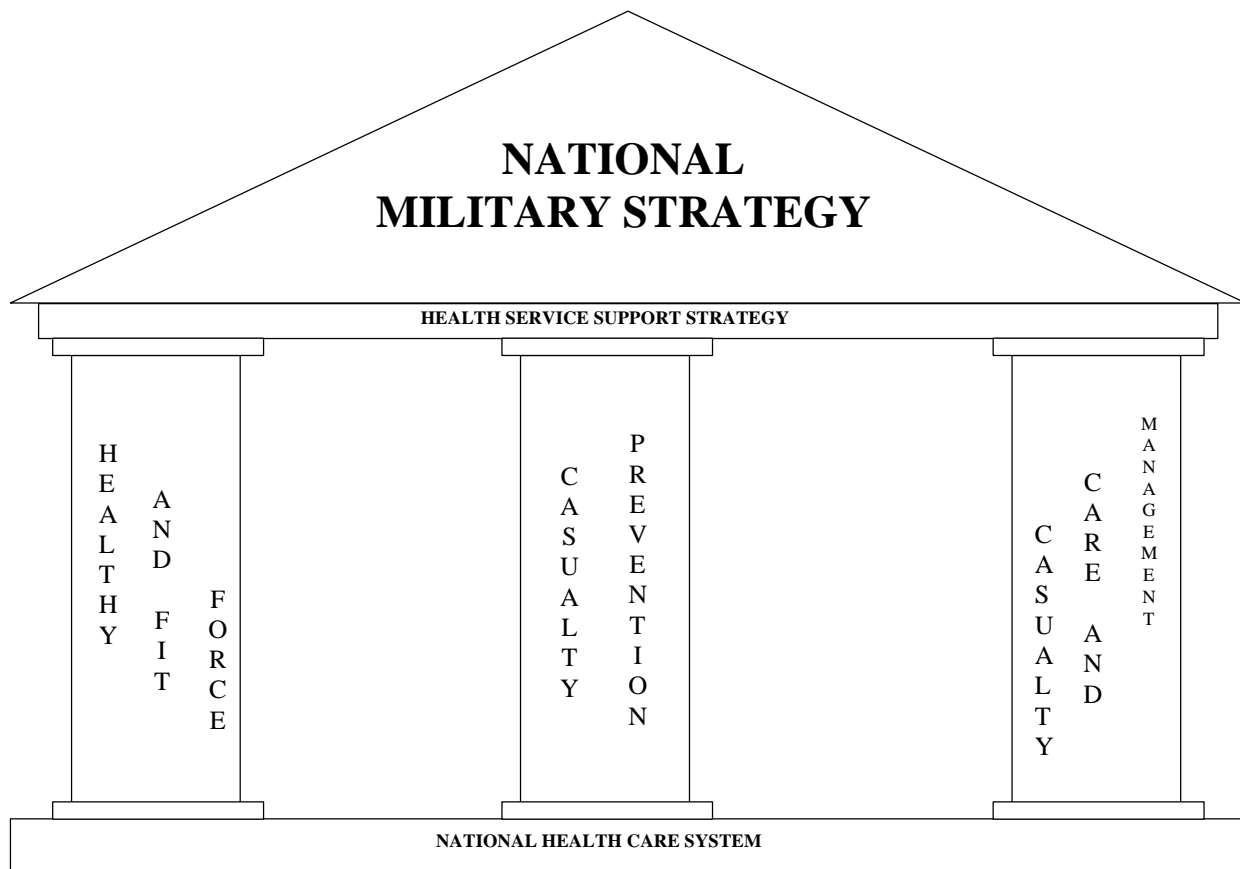 NATIONAL
MILITARY STRATEGY
HEALTH SERVICE SUPPORT STRATEGY
HEALTHY
AND FIT
FORCE
CASUALTY
PREVENTION
CASUALTY
CARE AND
MANAGEMENT
NATIONAL HEALTH CARE SYSTEM